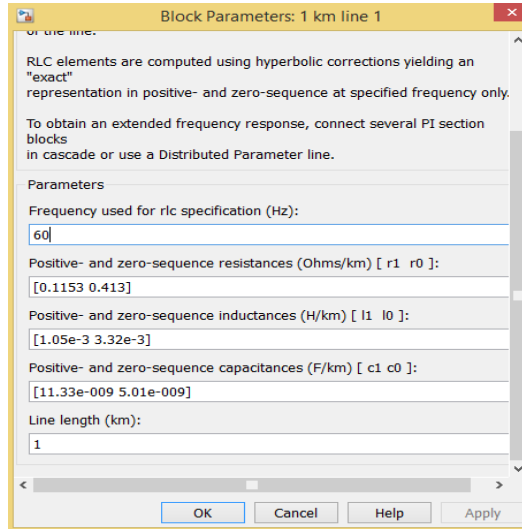 Block Parameters: 1 km line 1
of the line.
RLC elements are computed using hyperbolic corrections yielding an
"exact"
representation in positive- and zero-sequence at specified frequency only.
To obtain an extended frequency response, connect several PI section
blocks
in cascade or use a Distributed Parameter line.
Parameters
Frequency used for rlc specification (Hz):
60
Positive- and zero-sequence resistances (Ohms/km) [ r1 r0 ]:
[0.1153 0.413]
Positive- and zero-sequence inductances (H/km) [ l1 l0 ]:
[1.05e-3 3.32e-3]
Positive- and zero-sequence capacitances (F/km) [ c1 c0 ]:
[11.33e-009 5.01e-009]
Line length (km):
1
OK Cancel Help Apply